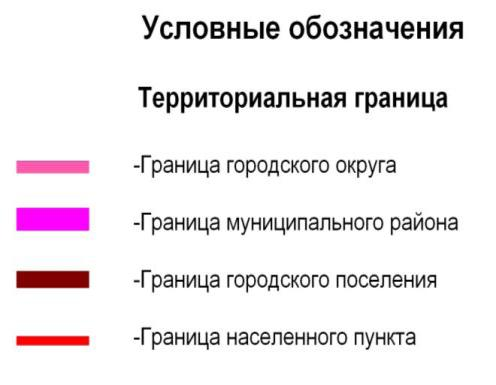 Условные обозначения
Территориальная граница
-Граница городского округа
-Граница муниципального района
-Граница городского поселения
-Граница населенного пункта